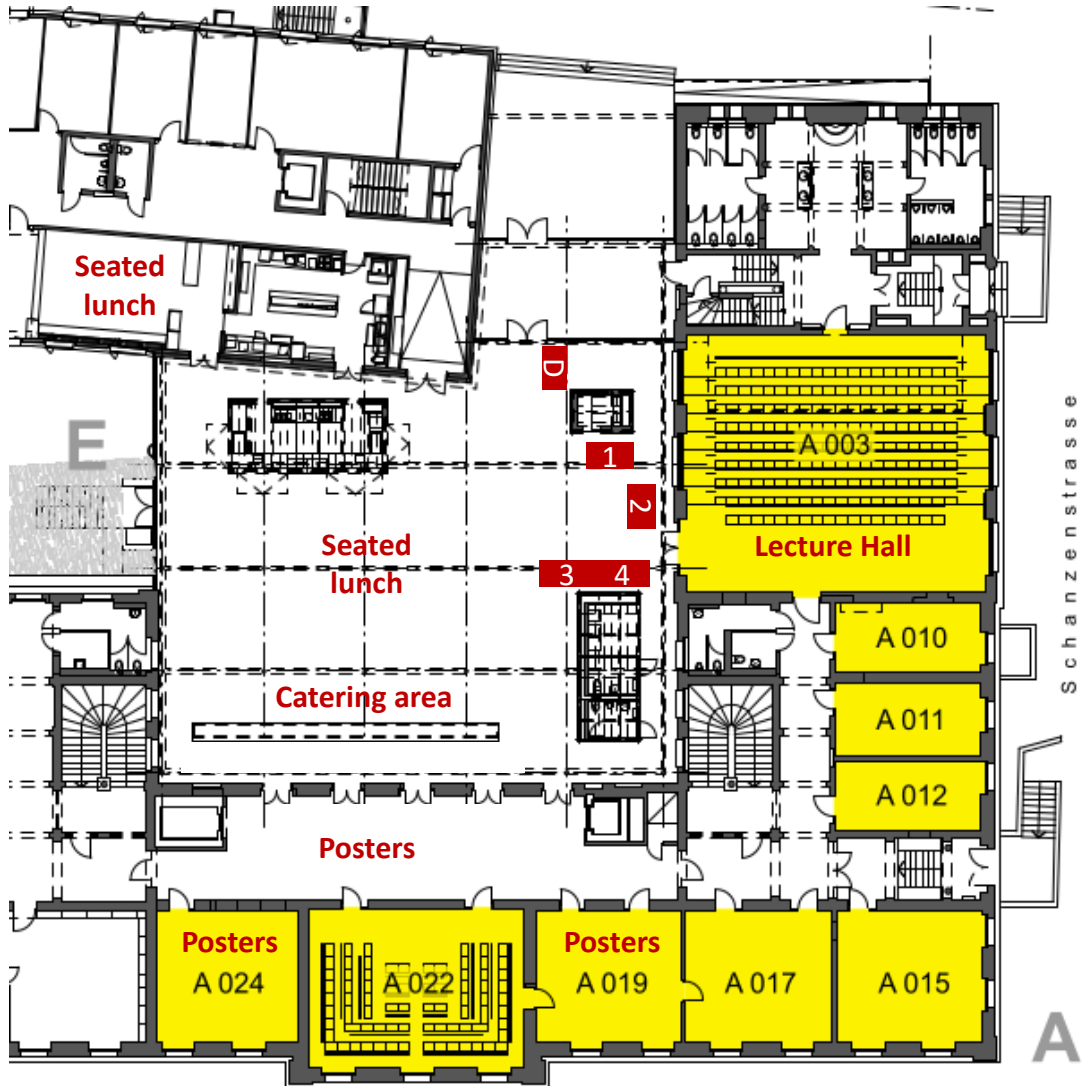 Seated
lunch
D
E
1
A 003
2
Seated
lunch
Lecture Hall
3 4
Schanzenstrasse
A 010
Catering area
A 011
A 012
Posters
Posters
A 024
A 022
Posters
A 019
A 017
A 015
A